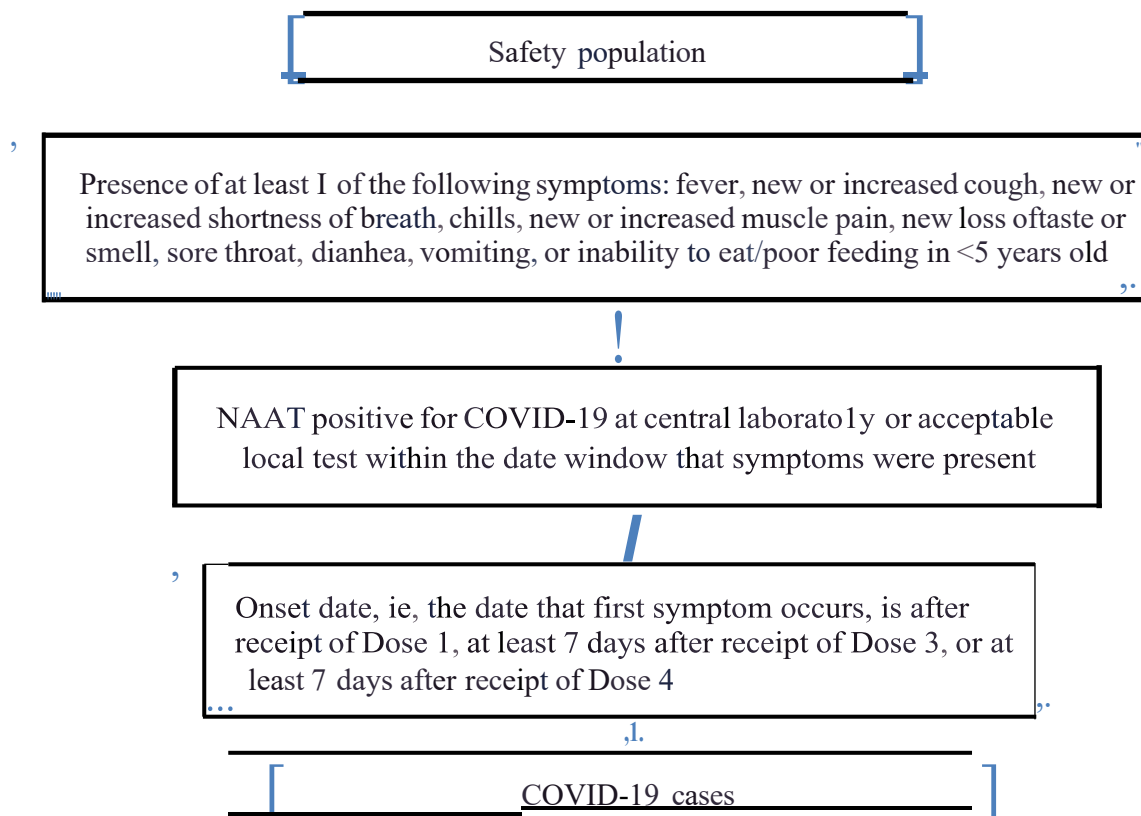 Safety population
Presence of at least I of the following symptoms: fever, new or increased cough, new or
increased shortness of breath, chills, new or increased muscle pain, new loss oftaste or
smell, sore throat, dianhea, vomiting, or inability to eat/poor feeding in <5 years old
NAAT positive for COVID-19 at central laborato1y or acceptable
local test within the date window that symptoms were present
Onset date, ie, the date that first symptom occurs, is after
receipt of Dose 1, at least 7 days after receipt of Dose 3, or at
least 7 days after receipt of Dose 4
COVID-19 cases